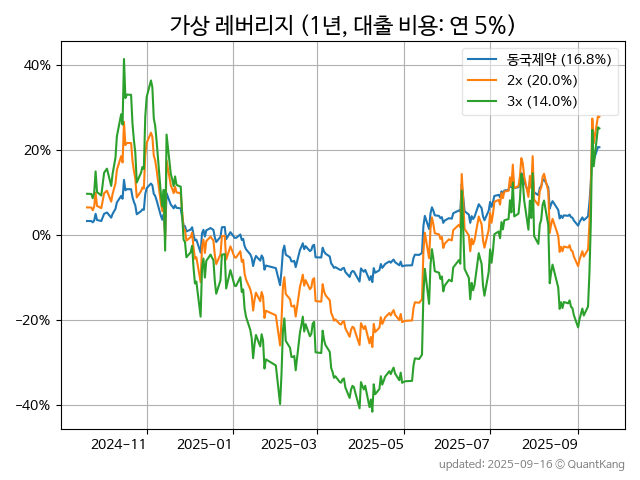 가상 레버리지 (1년, 대출 비용: 연 5%)
동국제약 (16.8%)
2x (20.0%)
3x (14.0%)
40%
20%
0%
−20%
−40%
2024-11
2025-01
2025-03
2025-05
2025-07
2025-09
updated: 2025-09-16 © QuantKang